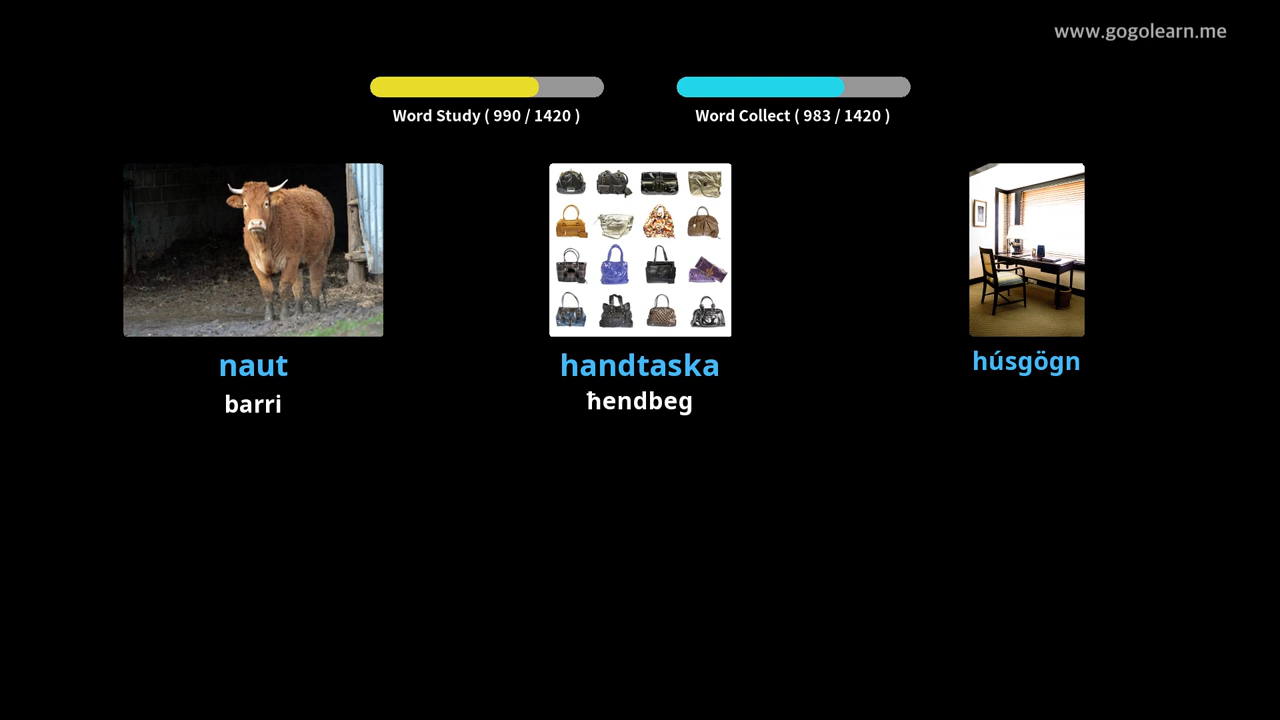 www.gogolearn.me
Word Study ( 990 / 1420 )
Word Collect ( 983 / 1420 )
naut
barri
handtaska
ħendbeg
húsgögn